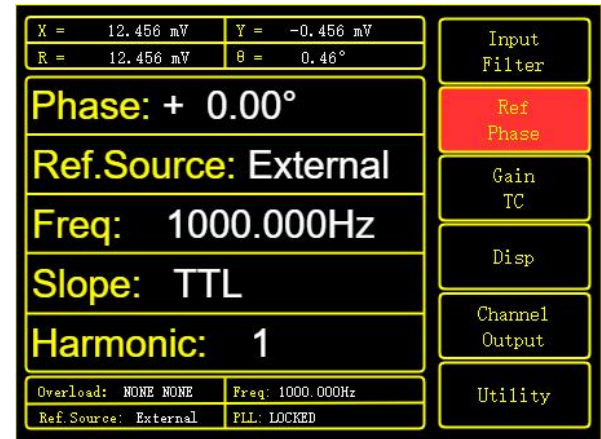 X = 12.456 mV Y = -0.456 mV
R = 12.456 mV θ = 0.46°
Phase: + 0.00°
Ref.Source: External
Freq: 1000.000Hz
Slope: TTL
Harmonic: 1
Overload: NONE NONE Freq: 1000.000Hz
Ref.Source: External PLL: LOCKED
Input
Filter
Ref
Phase
Gain
TC
Disp
Channel
Output
Utility